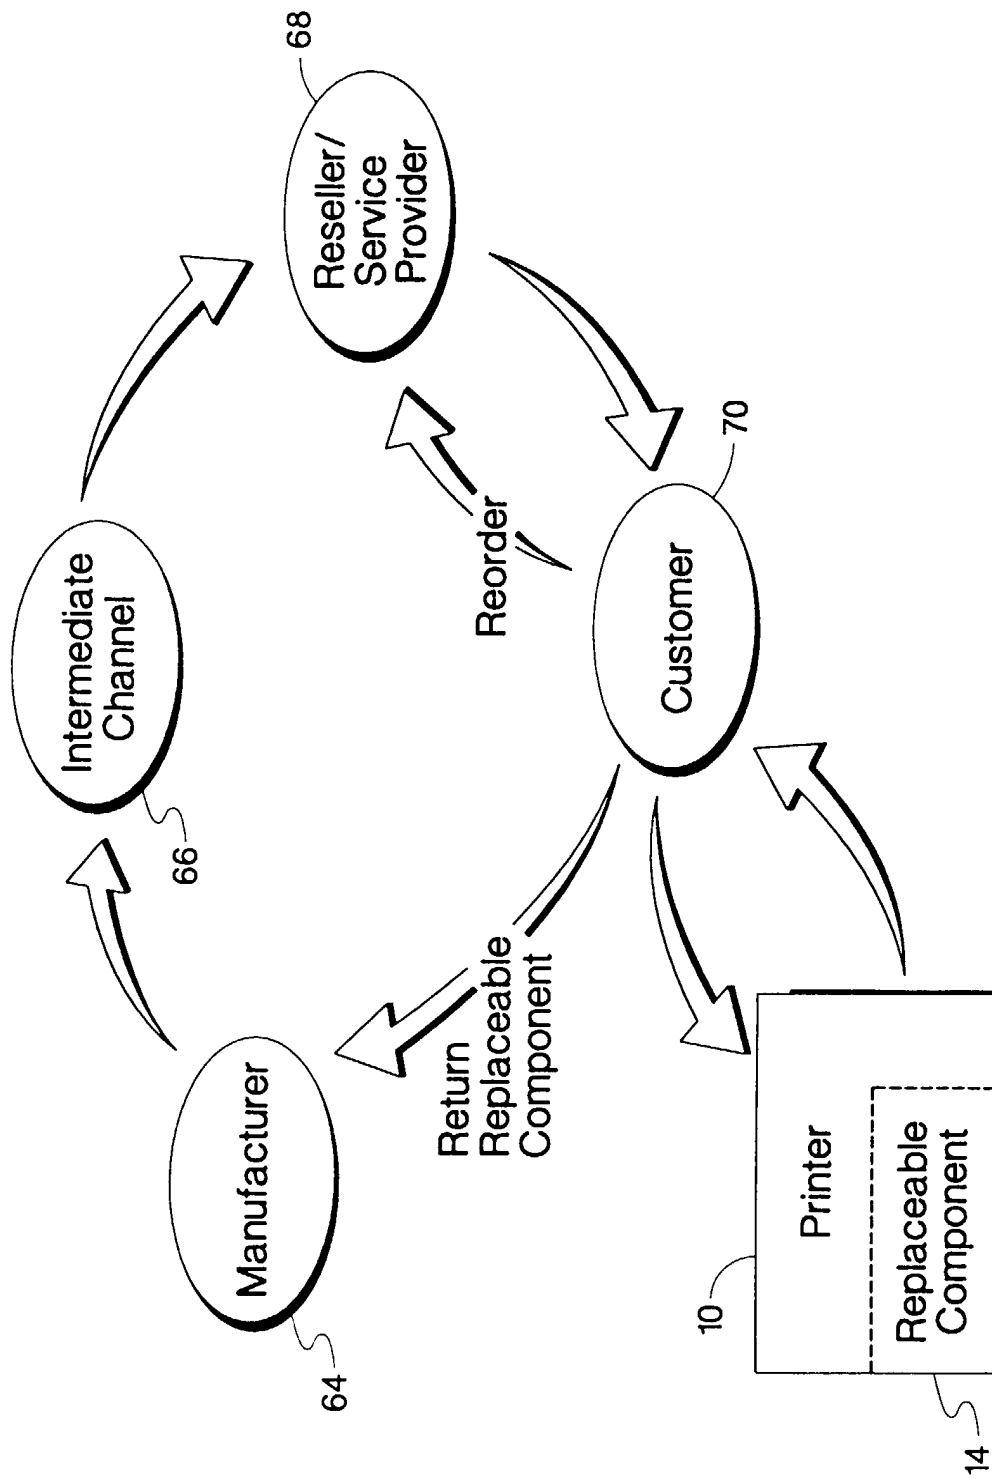 Intermediate
Channel
66
Manufacturer
64
Reseller/
Service
Provider
68
Reorder
Return
Replaceable
Component
Customer
70
Printer
10
Replaceable
Component
14